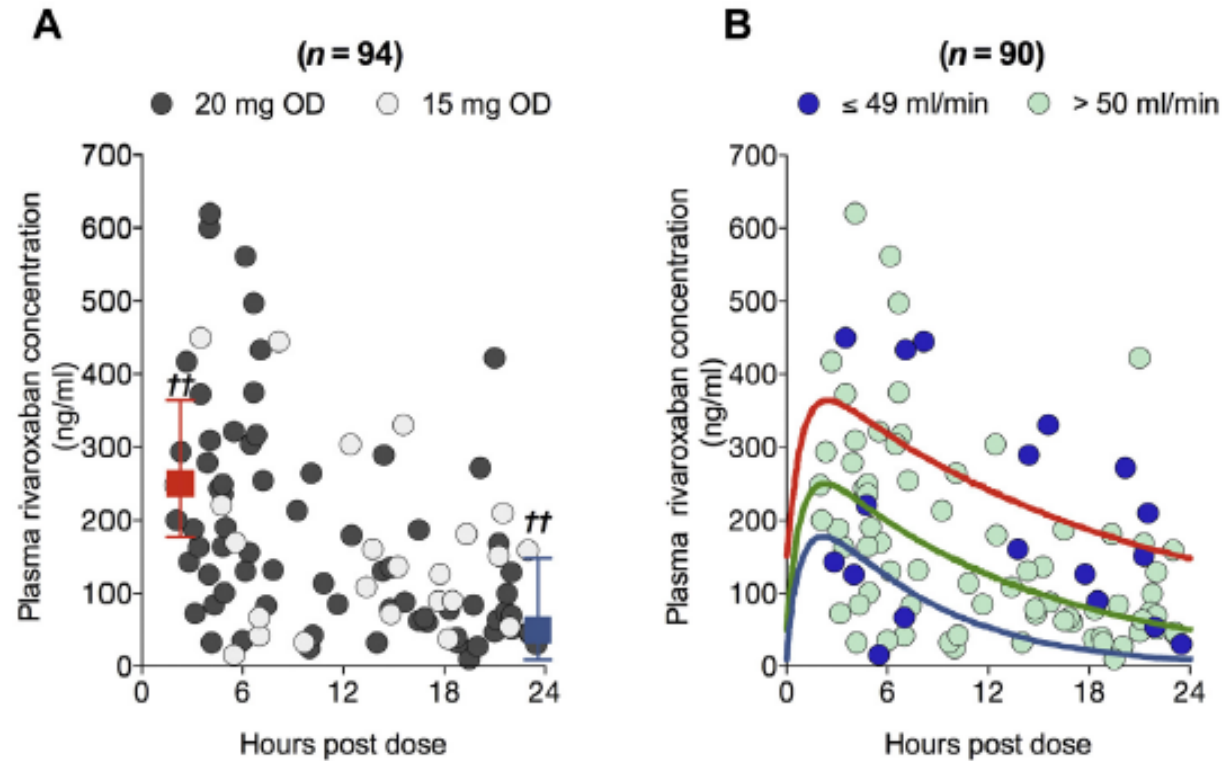 A
(n = 94)
20 mg OD
15 mg OD
700
600
500
400
300
200
100
0
Plasma rivaroxaban concentration
(ng/ml)
††
††
0
6
12
18
24
Hours post dose
B
(n = 90)
≤ 49 ml/min
> 50 ml/min
700
600
500
400
300
200
100
0
Plasma rivaroxaban concentration
(ng/ml)
0
6
12
18
24
Hours post dose